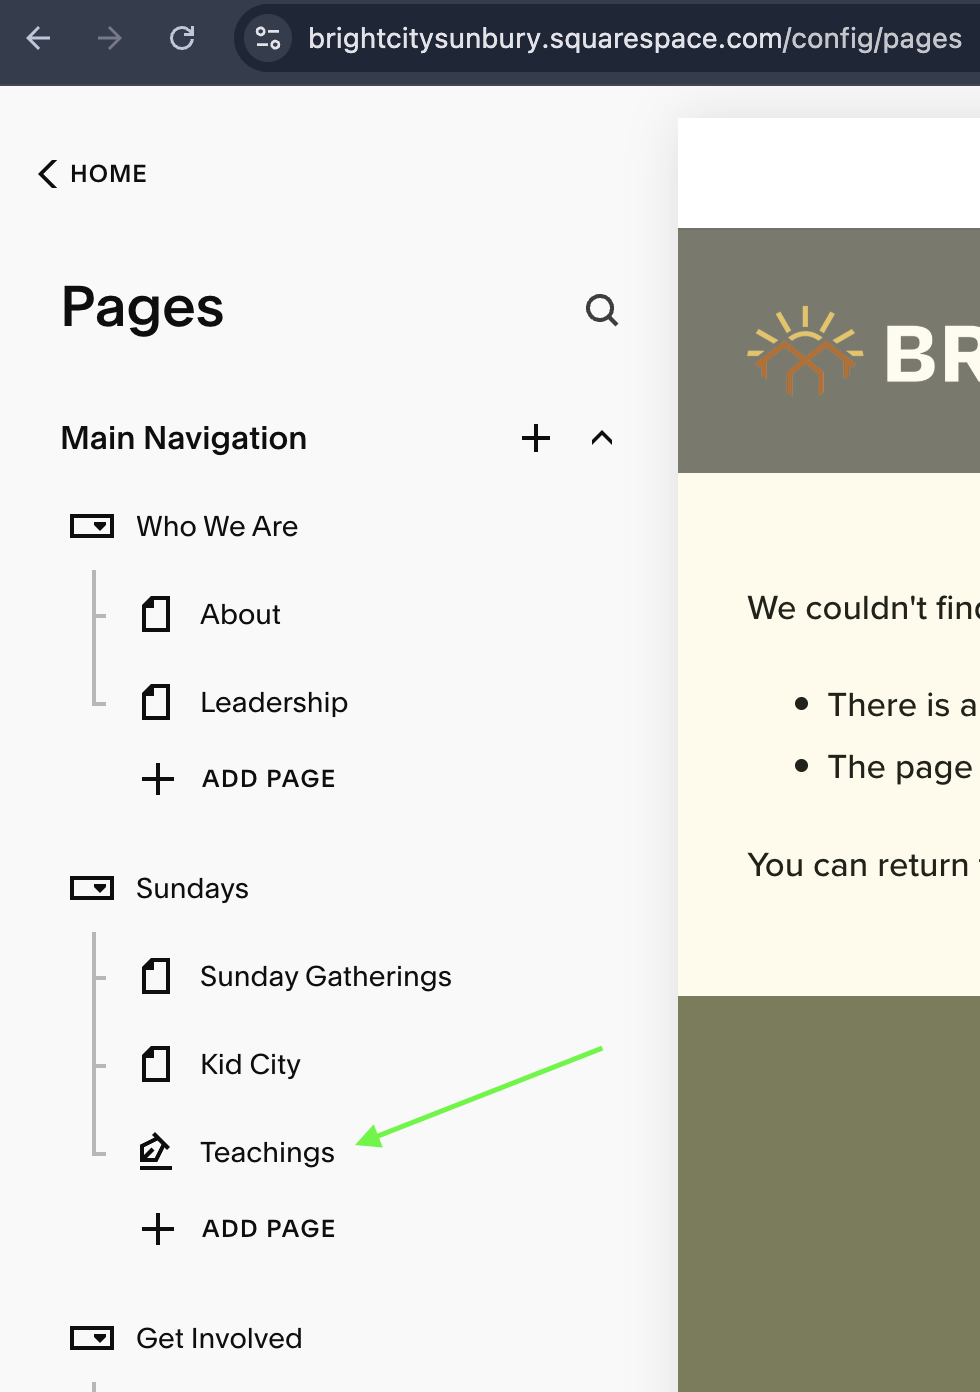 brightcitysunbury.squarespace.com/config/pages
HOME
Pages
Main Navigation
Who We Are
About
Leadership
ADD PAGE
Sundays
Sunday Gatherings
Kid City
Teachings
ADD PAGE
Get Involved
BR
We couldn't find
There is a
The page
You can return